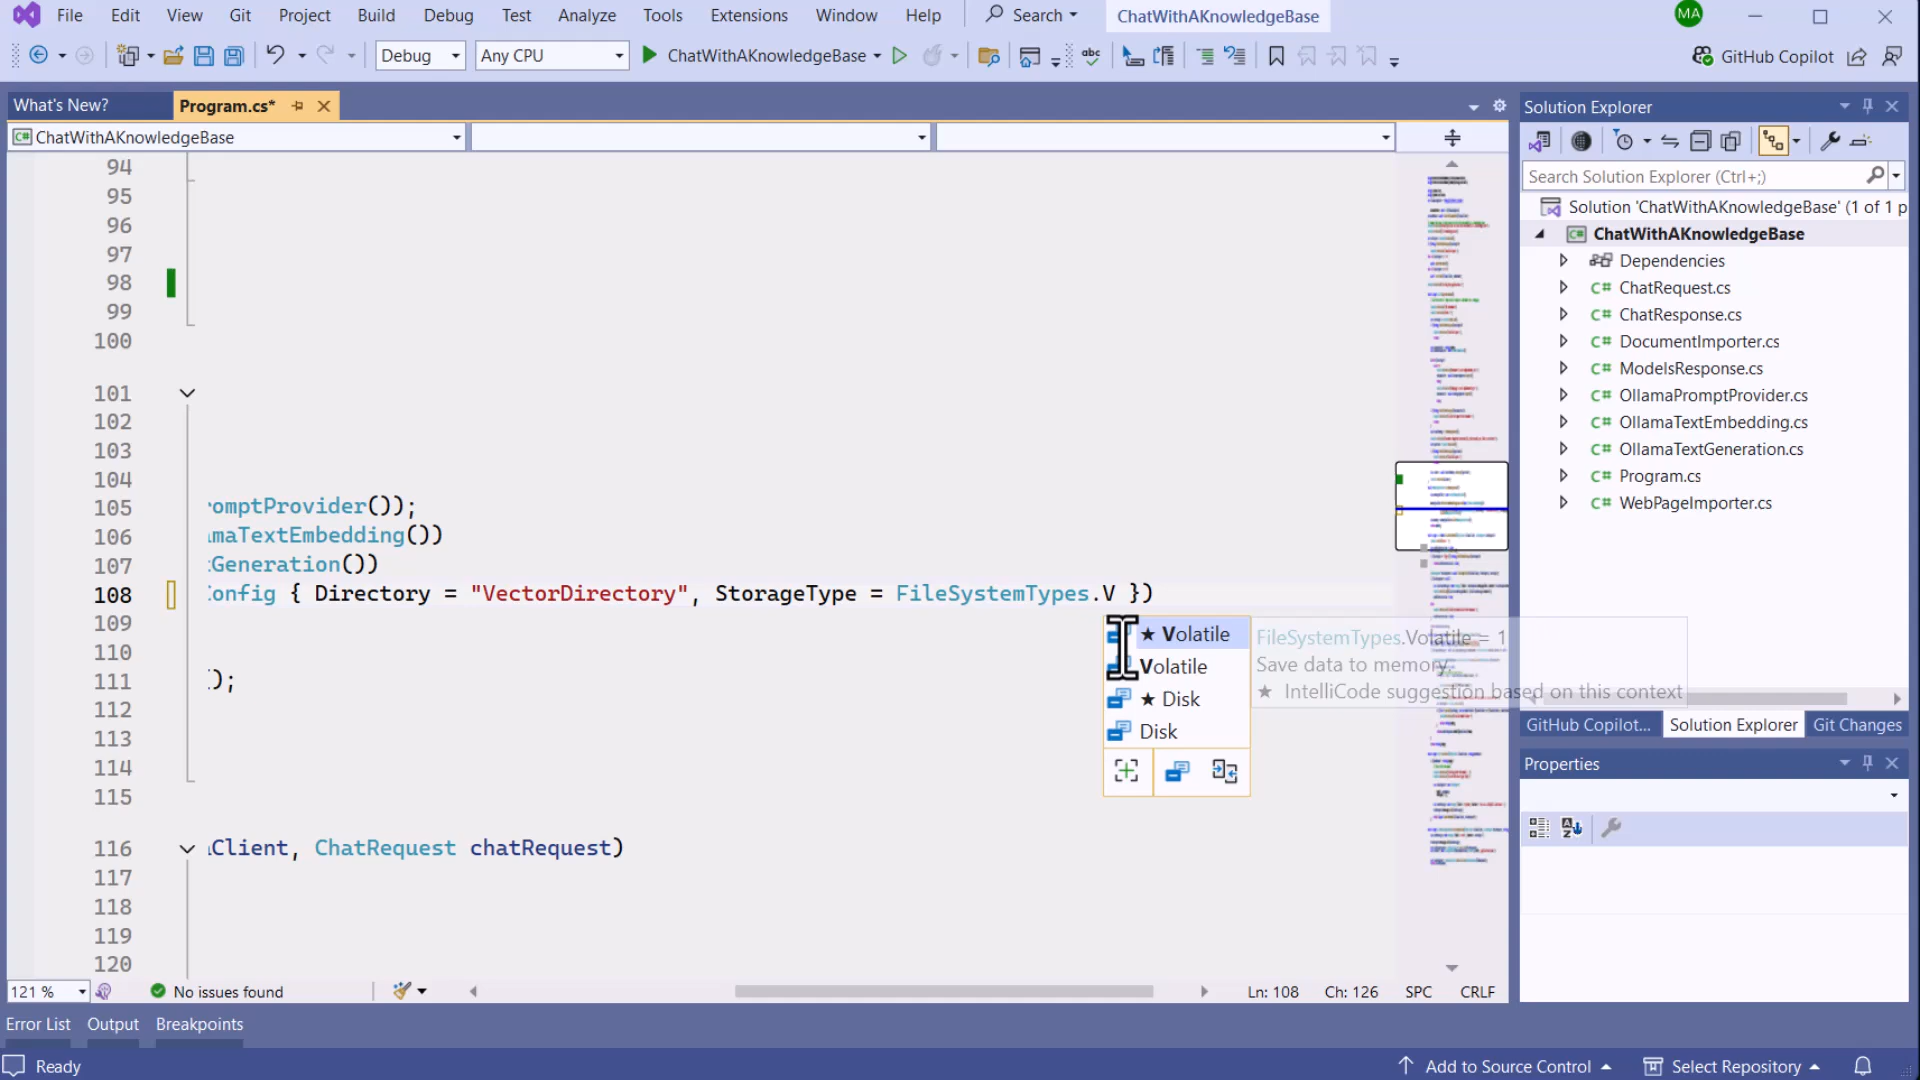 File Edit View Git Project Build Debug Test Analyze Tools Extensions Window Help Search ChatWithAKnowledgeBase MA
Debug Any CPU ChatWithAKnowledgeBase abc GitHub Copilot
What's New? Program.cs*
ChatWithAKnowledgeBase
94
95
96
97
98
99
100
101
102
103
104
105 omptProvider());
106 amaTextEmbedding())
107 tGeneration())
108 Config { Directory = "VectorDirectory", StorageType = FileSystemTypes.V })
109
110
111 ();
112
113
114
115
116 aClient, ChatRequest chatRequest)
117
118
119
120
★ Volatile
Volatile
★ Disk
Disk
FileSystemTypes.Volatile = 1
Save data to memory.
★ IntelliCode suggestion based on this context
121 % No issues found Ln: 108 Ch: 126 SPC CRLF
Solution Explorer
Search Solution Explorer (Ctrl+;)
Solution 'ChatWithAKnowledgeBase' (1 of 1 p
C# ChatWithAKnowledgeBase
Dependencies
C# ChatRequest.cs
C# ChatResponse.cs
C# DocumentImporter.cs
C# ModelsResponse.cs
C# OllamaPromptProvider.cs
C# OllamaTextEmbedding.cs
C# OllamaTextGeneration.cs
C# Program.cs
C# WebPageImporter.cs
GitHub Copilot... Solution Explorer Git Changes
Properties
Error List Output Breakpoints
Ready Add to Source Control Select Repository